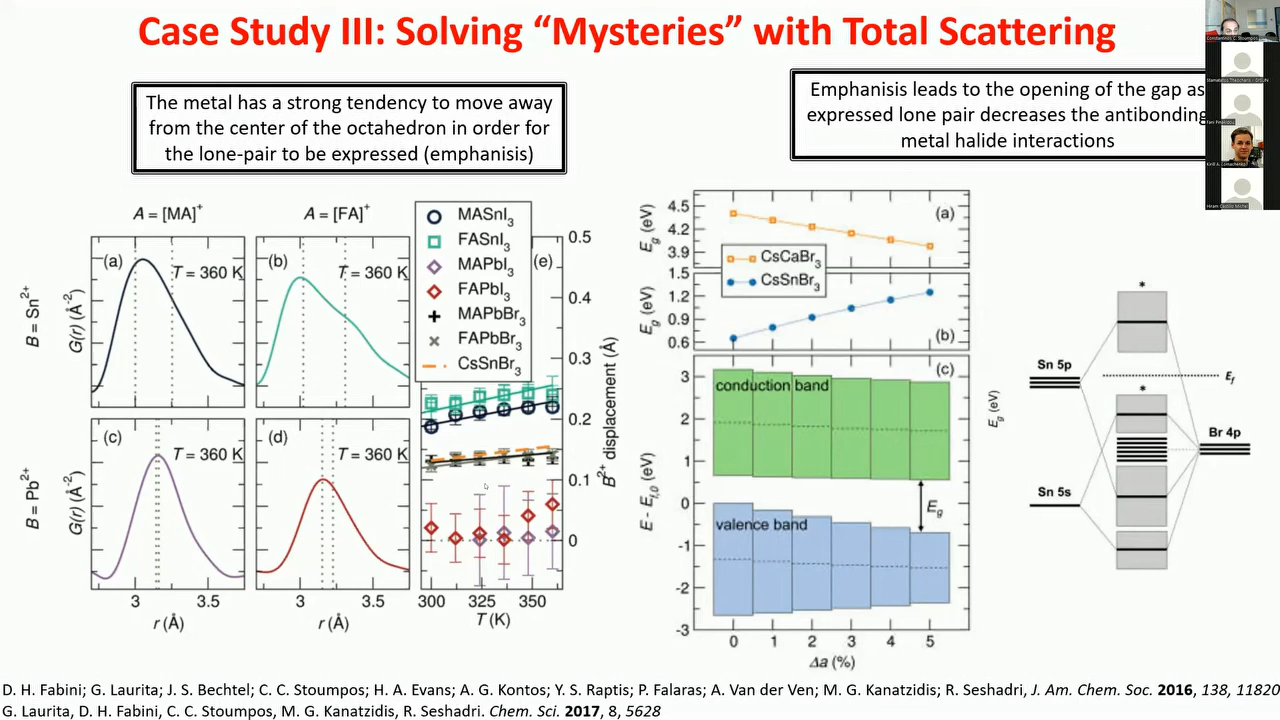 Case Study III: Solving “Mysteries” with Total Scattering
The metal has a strong tendency to move away
from the center of the octahedron in order for
the lone-pair to be expressed (emphanisis)
Emphanisis leads to the opening of the gap as
expressed lone pair decreases the antibonding
metal halide interactions
Constantinos C. Stoumpos
A = [MA]+
A = [FA]+
B = Sn2+
B = Pb2+
G(r) (Å-2)
G(r) (Å-2)
(a)
T = 360 K
(b)
T = 360 K
(c)
T = 360 K
(d)
T = 360 K
3
3.5
3
3.5
r (Å)
r (Å)
MASnI3
FASnI3
MAPbI3
FAPbI3
MAPbBr3
FAPbBr3
CsSnBr3
(e)
0.5
0.4
0.3
0.2
0.1
0
B2+ displacement (Å)
300
325
350
T (K)
Eg (eV)
4.5
4.2
3.9
(a)
CsCaBr3
CsSnBr3
Eg (eV)
1.5
1.2
0.9
0.6
(b)
(c)
conduction band
valence band
Eg
E - Ef,0 (eV)
3
2
1
0
-1
-2
-3
0
1
2
3
4
5
Δa (%)
Eg (eV)
*
Sn 5p
Ef
*
Br 4p
Sn 5s
D. H. Fabini; G. Laurita; J. S. Bechtel; C. C. Stoumpos; H. A. Evans; A. G. Kontos; Y. S. Raptis; P. Falaras; A. Van der Ven; M. G. Kanatzidis; R. Seshadri, J. Am. Chem. Soc. 2016, 138, 11820
G. Laurita, D. H. Fabini, C. C. Stoumpos, M. G. Kanatzidis, R. Seshadri. Chem. Sci. 2017, 8, 5628